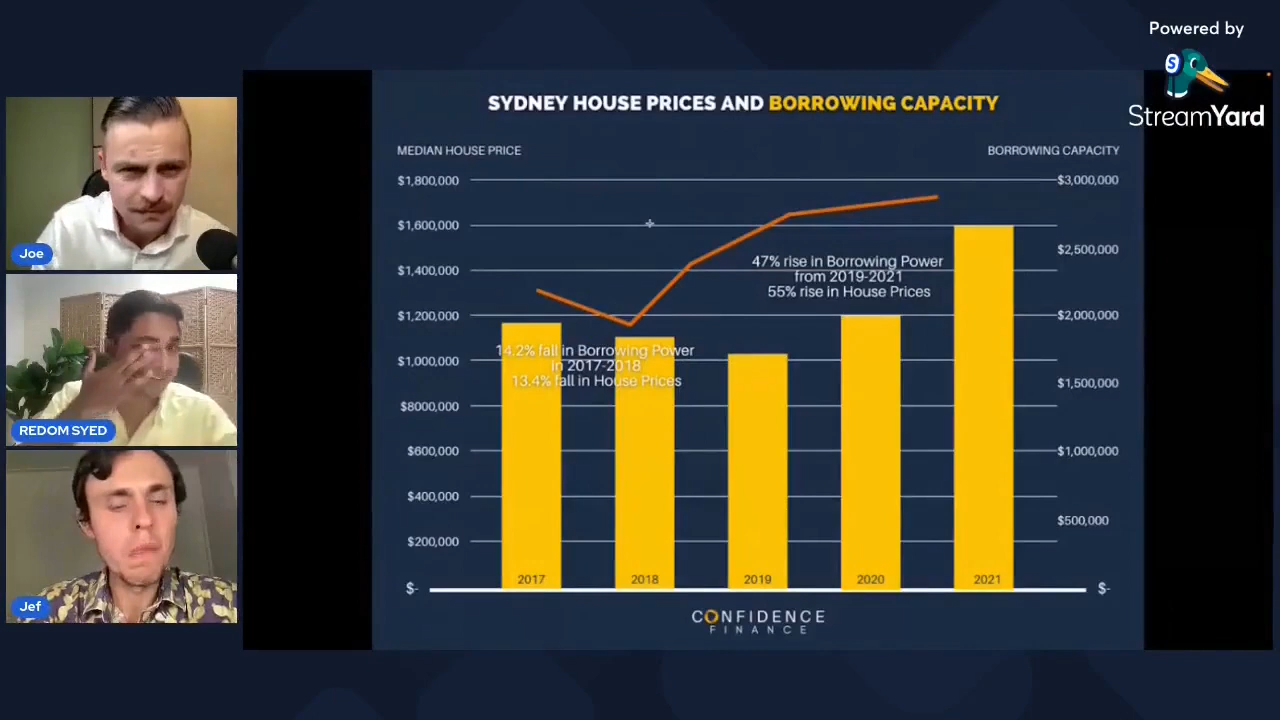 Powered by
S
StreamYard
SYDNEY HOUSE PRICES AND BORROWING CAPACITY
MEDIAN HOUSE PRICE
BORROWING CAPACITY
$1,800,000
$3,000,000
$1,600,000
$2,500,000
47% rise in Borrowing Power
from 2019-2021
55% rise in House Prices
$1,400,000
$1,200,000
$2,000,000
14.2% fall in Borrowing Power
in 2017-2018
13.4% fall in House Prices
$1,000,000
$1,500,000
$8000,000
$600,000
$1,000,000
$400,000
$500,000
$200,000
2017
2018
2019
2020
2021
$-
$-
CONFIDENCE
FINANCE
Joe
REDOM SYED
Jef